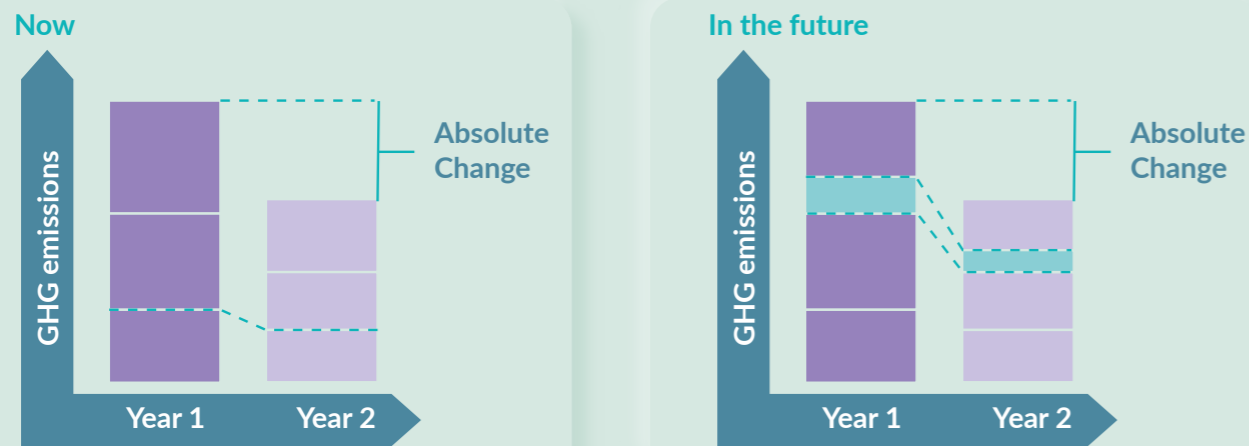 Now
GHG emissions
Absolute
Change
Year 1
Year 2
In the future
GHG emissions
Absolute
Change
Year 1
Year 2